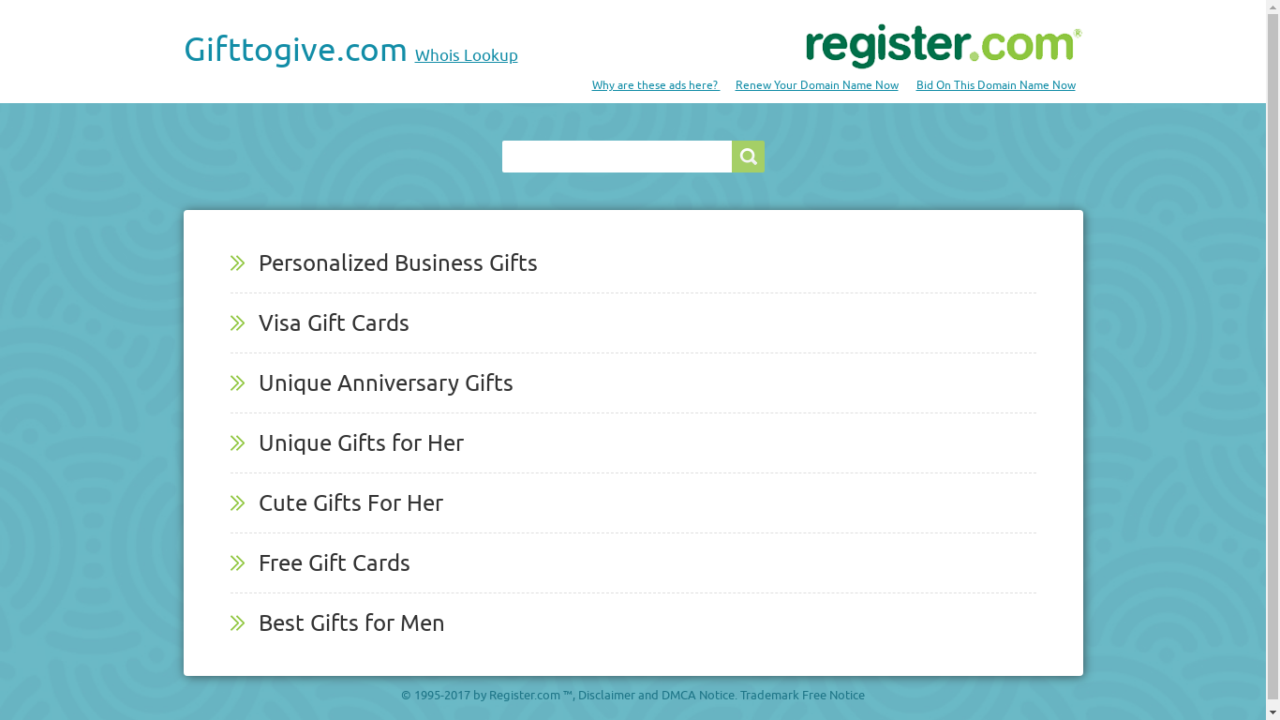 Gifttogive.com Whois Lookup
register.com®
Why are these ads here? Renew Your Domain Name Now Bid On This Domain Name Now
Personalized Business Gifts
Visa Gift Cards
Unique Anniversary Gifts
Unique Gifts for Her
Cute Gifts For Her
Free Gift Cards
Best Gifts for Men
© 1995-2017 by Register.com ™, Disclaimer and DMCA Notice. Trademark Free Notice